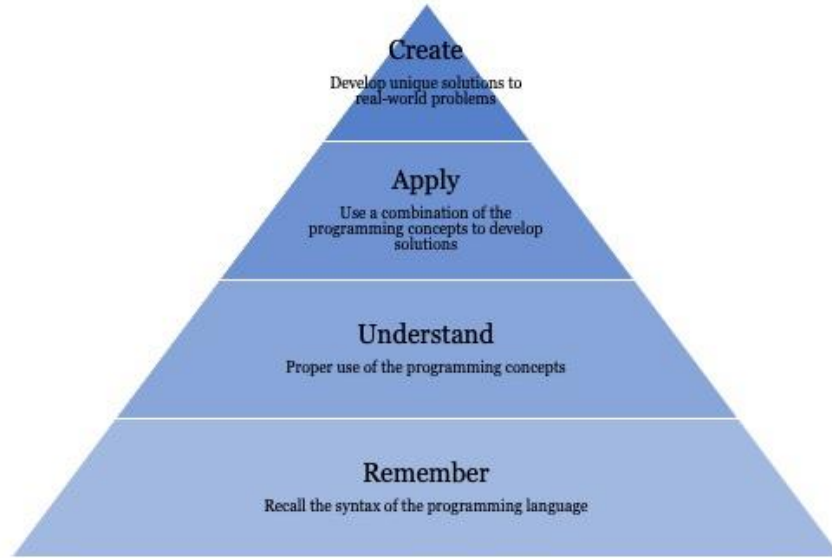 Create
Develop unique solutions to
real-world problems
Apply
Use a combination of the
programming concepts to develop
solutions
Understand
Proper use of the programming concepts
Remember
Recall the syntax of the programming language